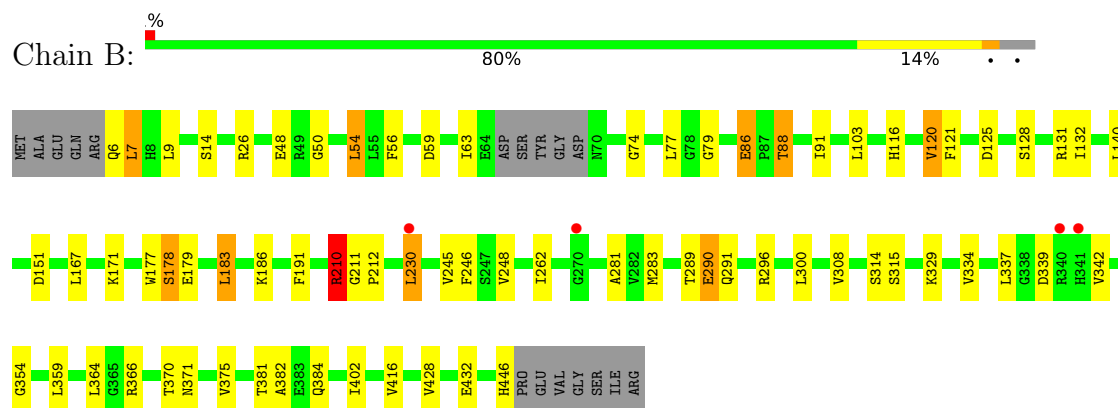 %
Chain B:
80% 14% • •
MET ALA GLU GLN ARG Q6 L7 H8 L9 S14 R26 E48 R49 G50 L54 L55 F56 D59 I63 E64 ASP SER TYR GLY ASP N70 G74 L77 G78 G79 E86 P87 T88 I91 L103 H116 V120 F121 D125 S128 R131 I132
D151 L167 K171 W177 S178 E179 L183 K186 F191 R210 G211 P212 L230 V245 F246 S247 V248 I262 G270 A281 V282 M283 T289 E290 Q291 R296 L300 V308 S314 S315 K329 V334 L337 G338 D339 R340 H341 V342
G354 L359 L364 G365 R366 T370 N371 V375 T381 A382 E383 Q384 I402 V416 V428 E432 H446 PRO GLU VAL GLY SER ILE ARG